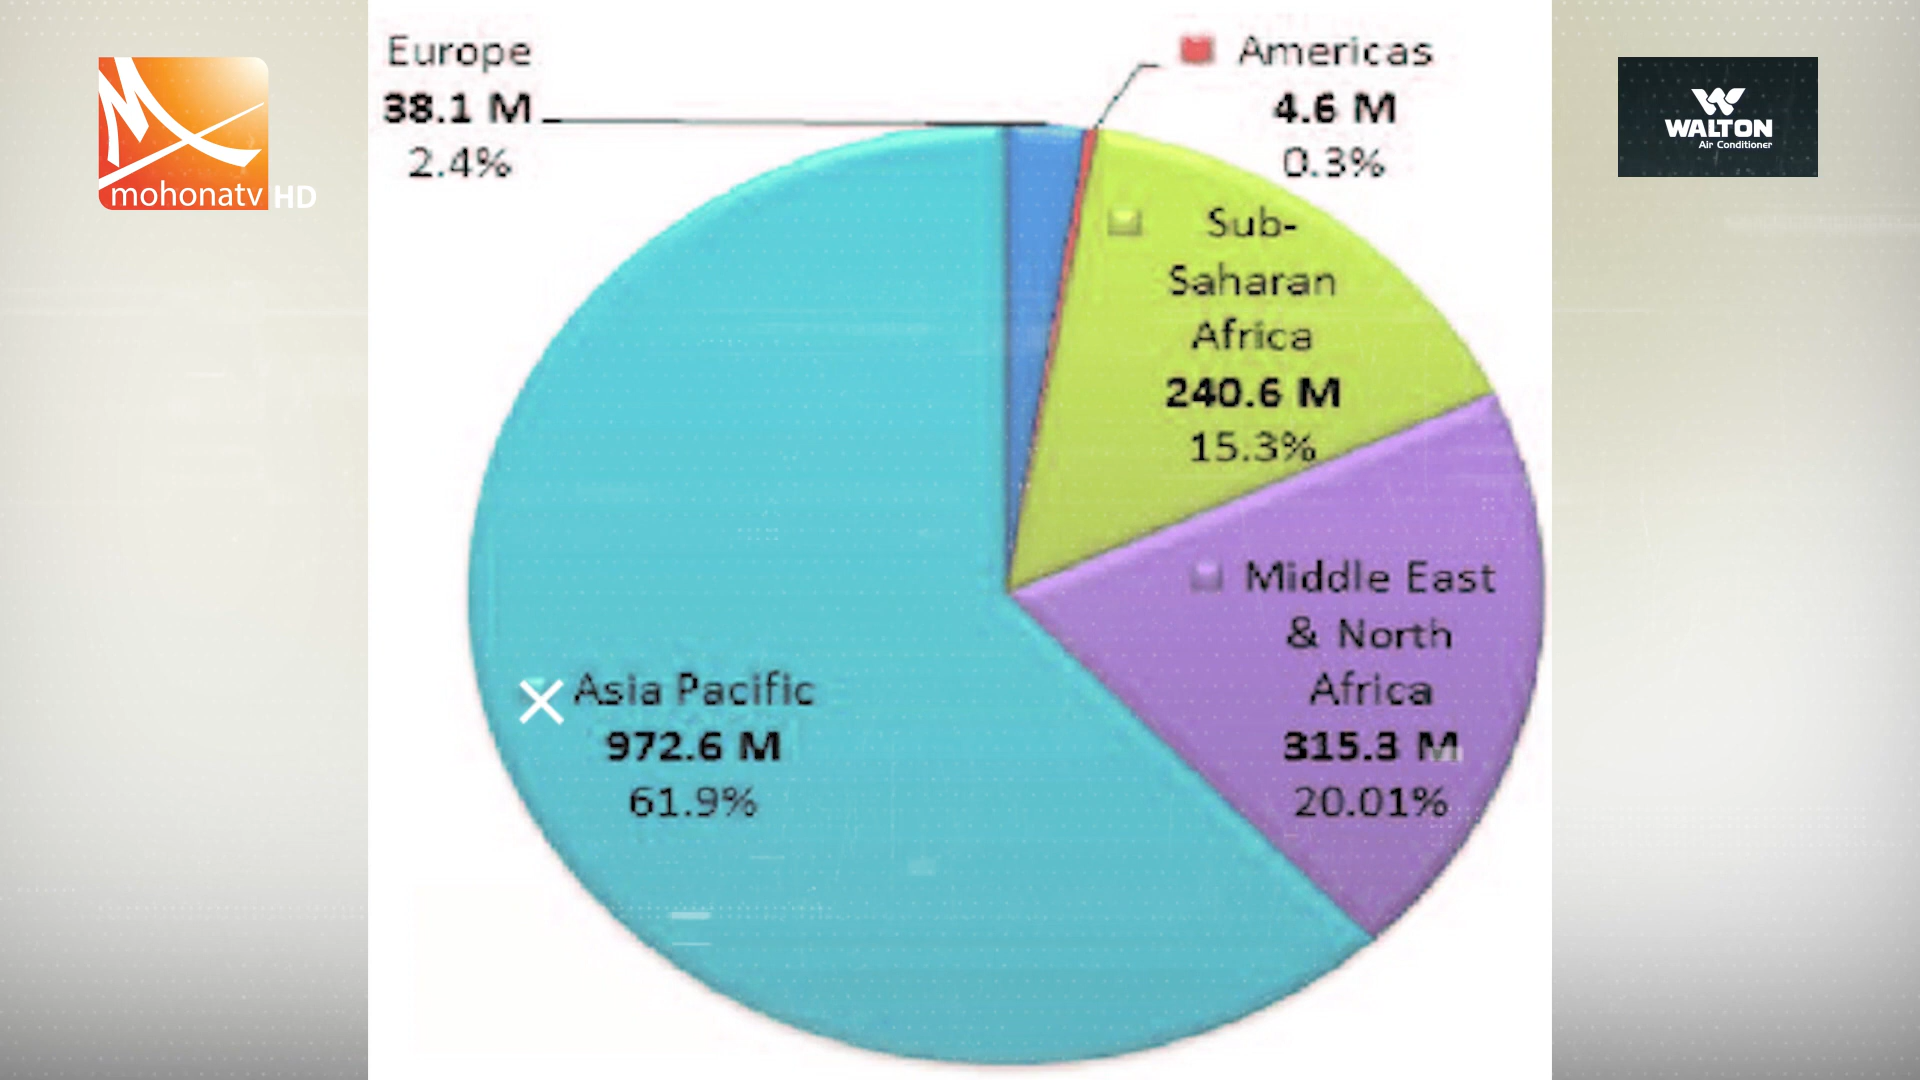 Europe
38.1 M
2.4%
Americas
4.6 M
0.3%
mohonatv HD
WALTON
Air Conditioner
Sub-
Saharan
Africa
240.6 M
15.3%
Middle East
& North
Africa
315.3 M
20.01%
Asia Pacific
972.6 M
61.9%